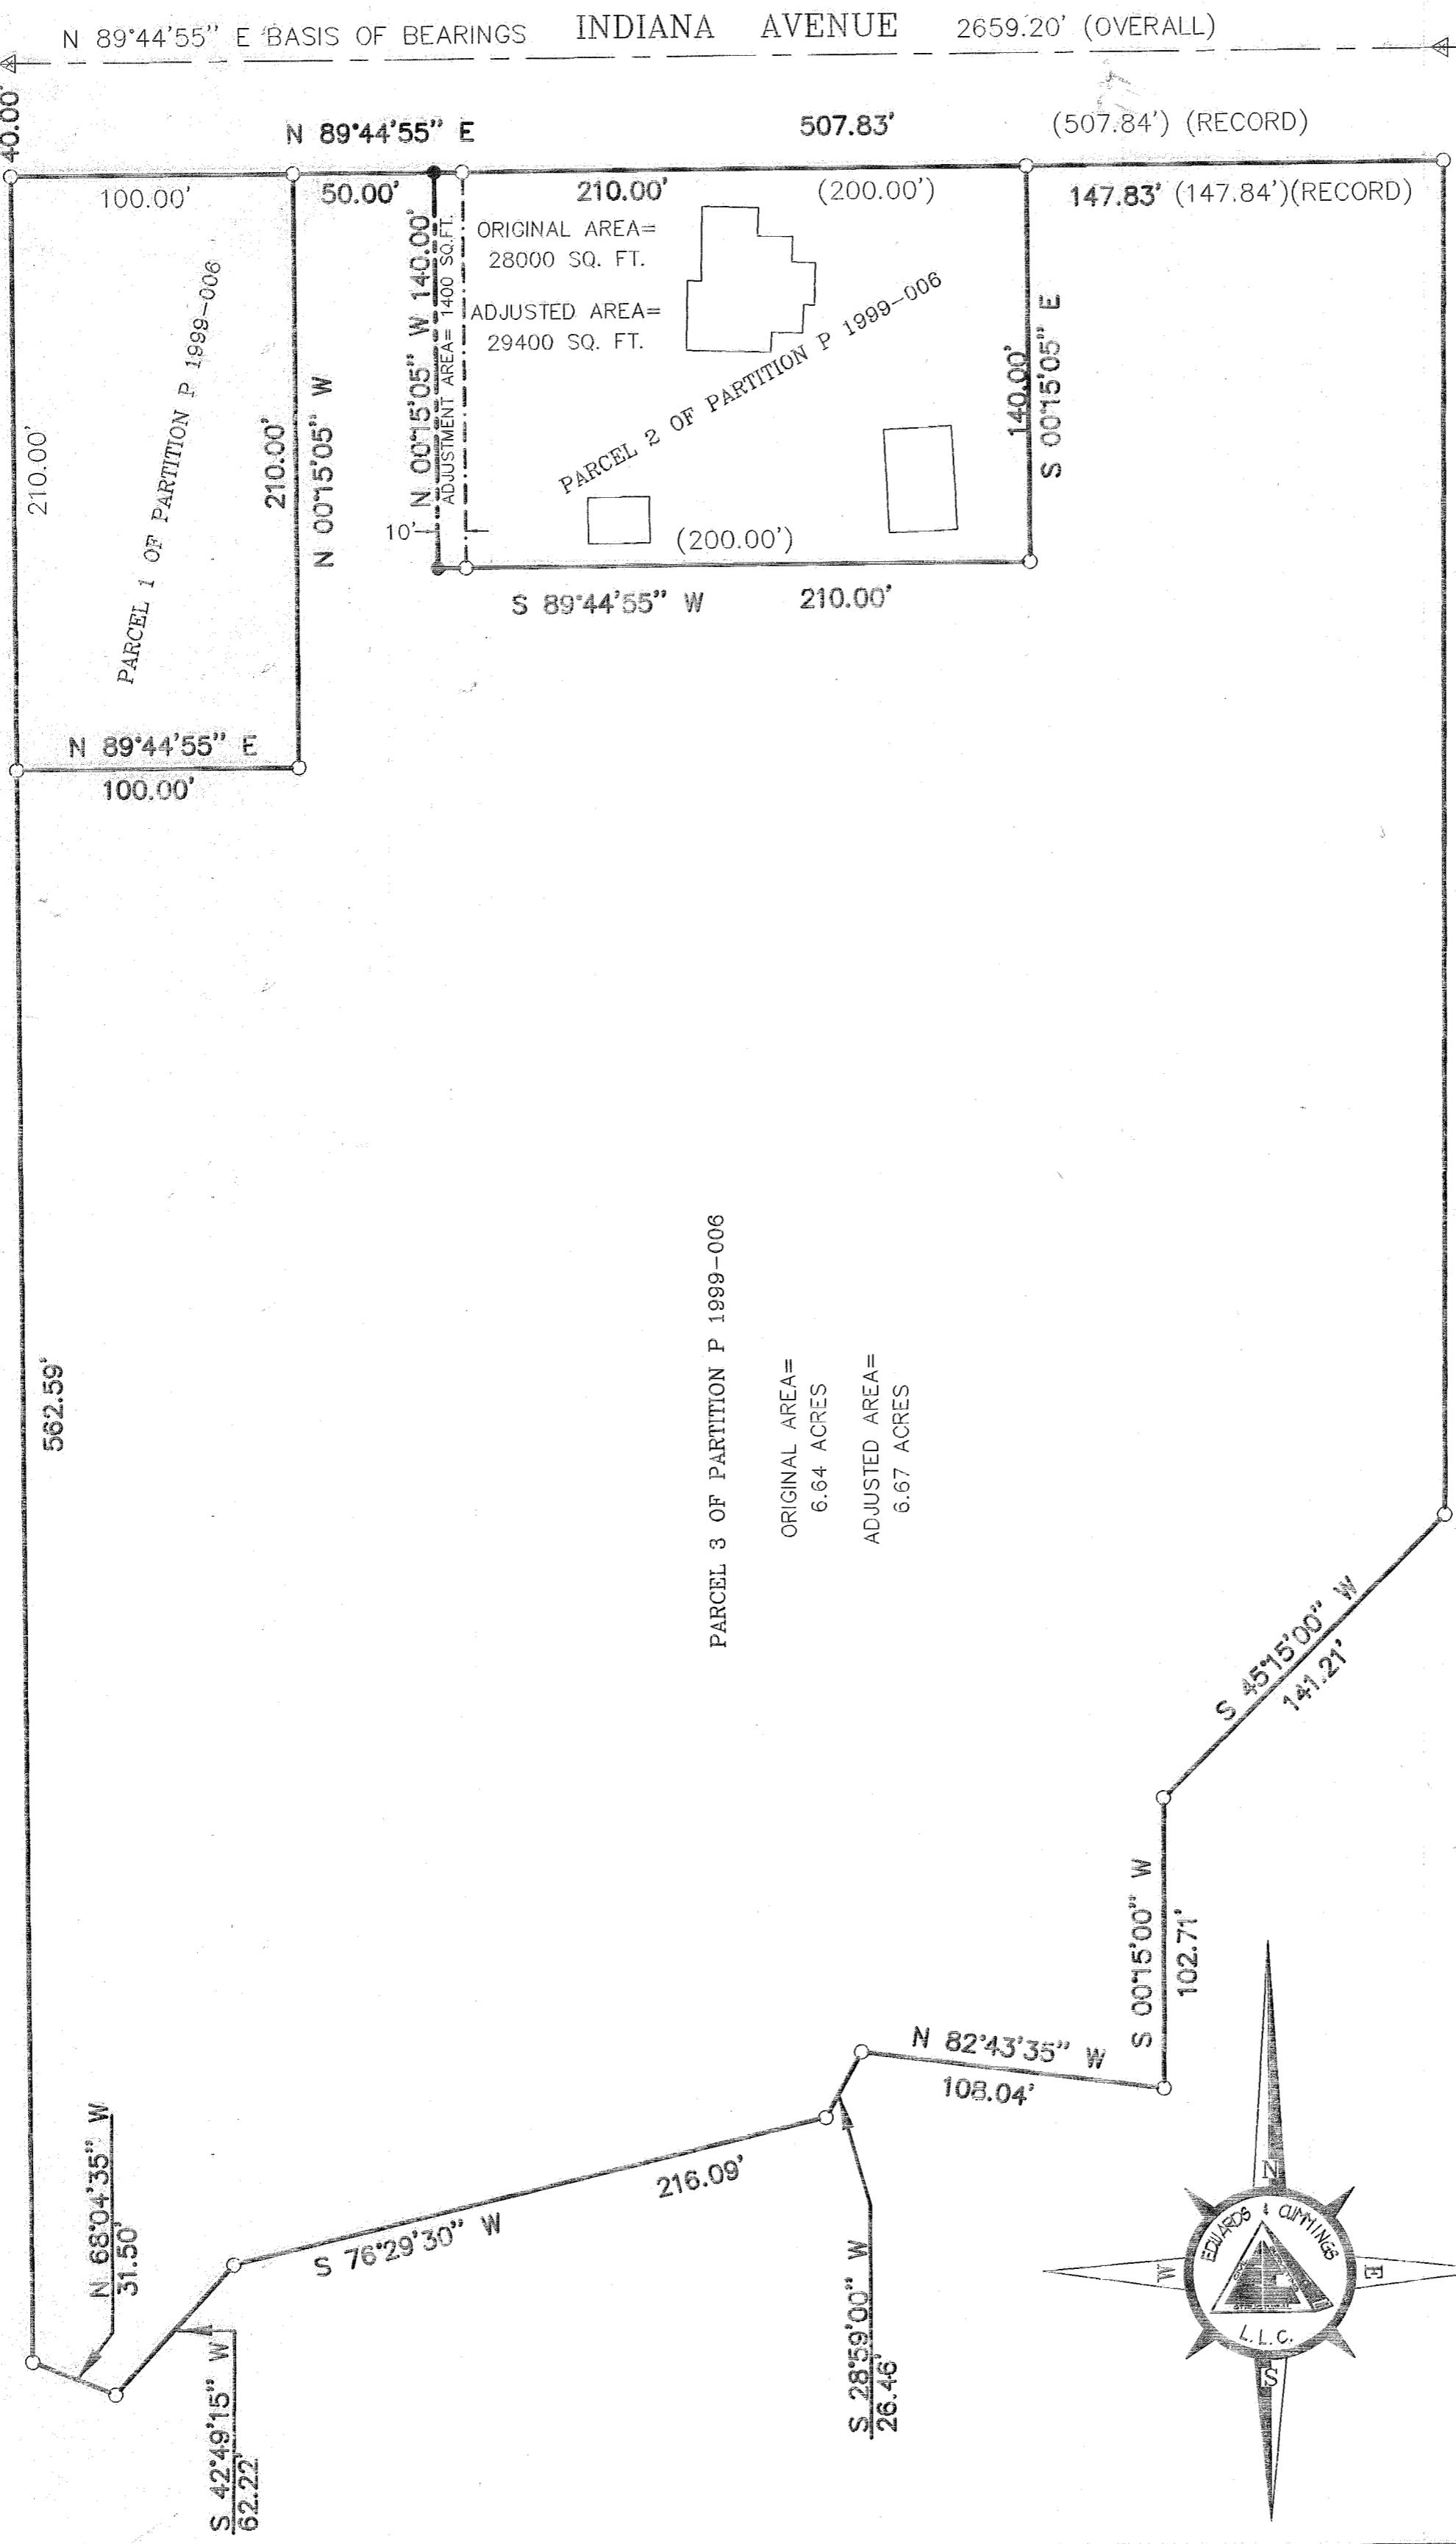 N 89°44'55" E BASIS OF BEARINGS INDIANA AVENUE 2659.20' (OVERALL)
40.00'
N 89°44'55" E 507.83' (507.84') (RECORD)
100.00' 50.00' 210.00' (200.00') 147.83' (147.84')(RECORD)
210.00'
PARCEL 1 OF PARTITION P 1999-006
210.00'
N 00°15'05" W
N 89°44'55" E
100.00'
N 00°15'05" W 140.00'
ADJUSTMENT AREA= 1400 SQ.FT.
10'
ORIGINAL AREA=
28000 SQ. FT.
ADJUSTED AREA=
29400 SQ. FT.
PARCEL 2 OF PARTITION P 1999-006
(200.00')
140.00'
S 00°15'05" E
S 89°44'55" W 210.00'
562.59'
PARCEL 3 OF PARTITION P 1999-006
ORIGINAL AREA=
6.64 ACRES
ADJUSTED AREA=
6.67 ACRES
S 45°15'00" W
141.21'
S 00°15'00" W
102.71'
N 82°43'35" W
108.04'
S 28°59'00" W
26.46'
216.09'
S 76°29'30" W
S 42°49'15" W
62.22'
N 68°04'35" W
31.50'
N
EDWARDS & CUMMINGS
W
E
L.L.C.
S